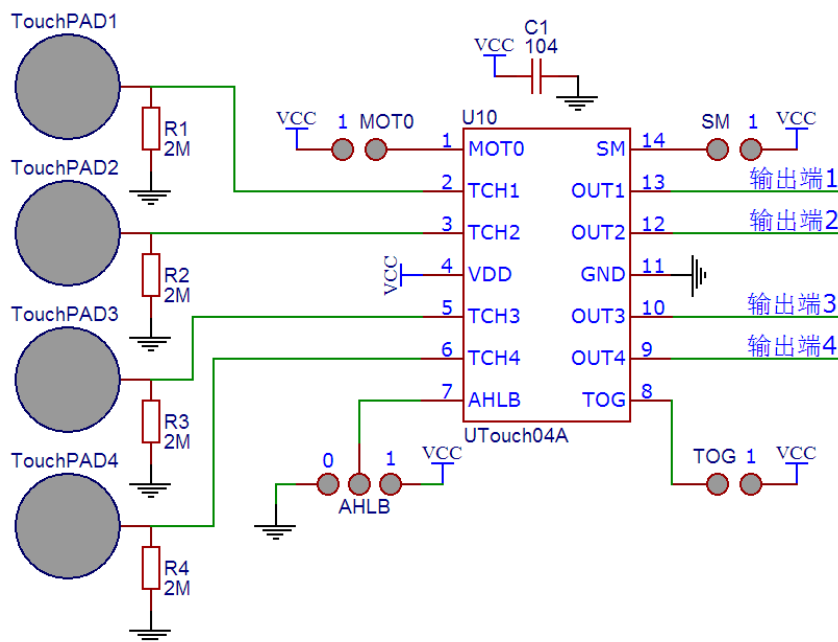 TouchPAD1
R1
2M
TouchPAD2
R2
2M
TouchPAD3
R3
2M
TouchPAD4
R4
2M
VCC
C1
104
VCC
1
MOT0
U10
1
MOT0
2
TCH1
3
TCH2
VCC
4
VDD
5
TCH3
6
TCH4
7
AHLB
SM
14
OUT1
13
OUT2
12
GND
11
OUT3
10
OUT4
9
TOG
8
UTouch04A
SM
1
VCC
输出端1
输出端2
输出端3
输出端4
0
1
VCC
AHLB
TOG
1
VCC